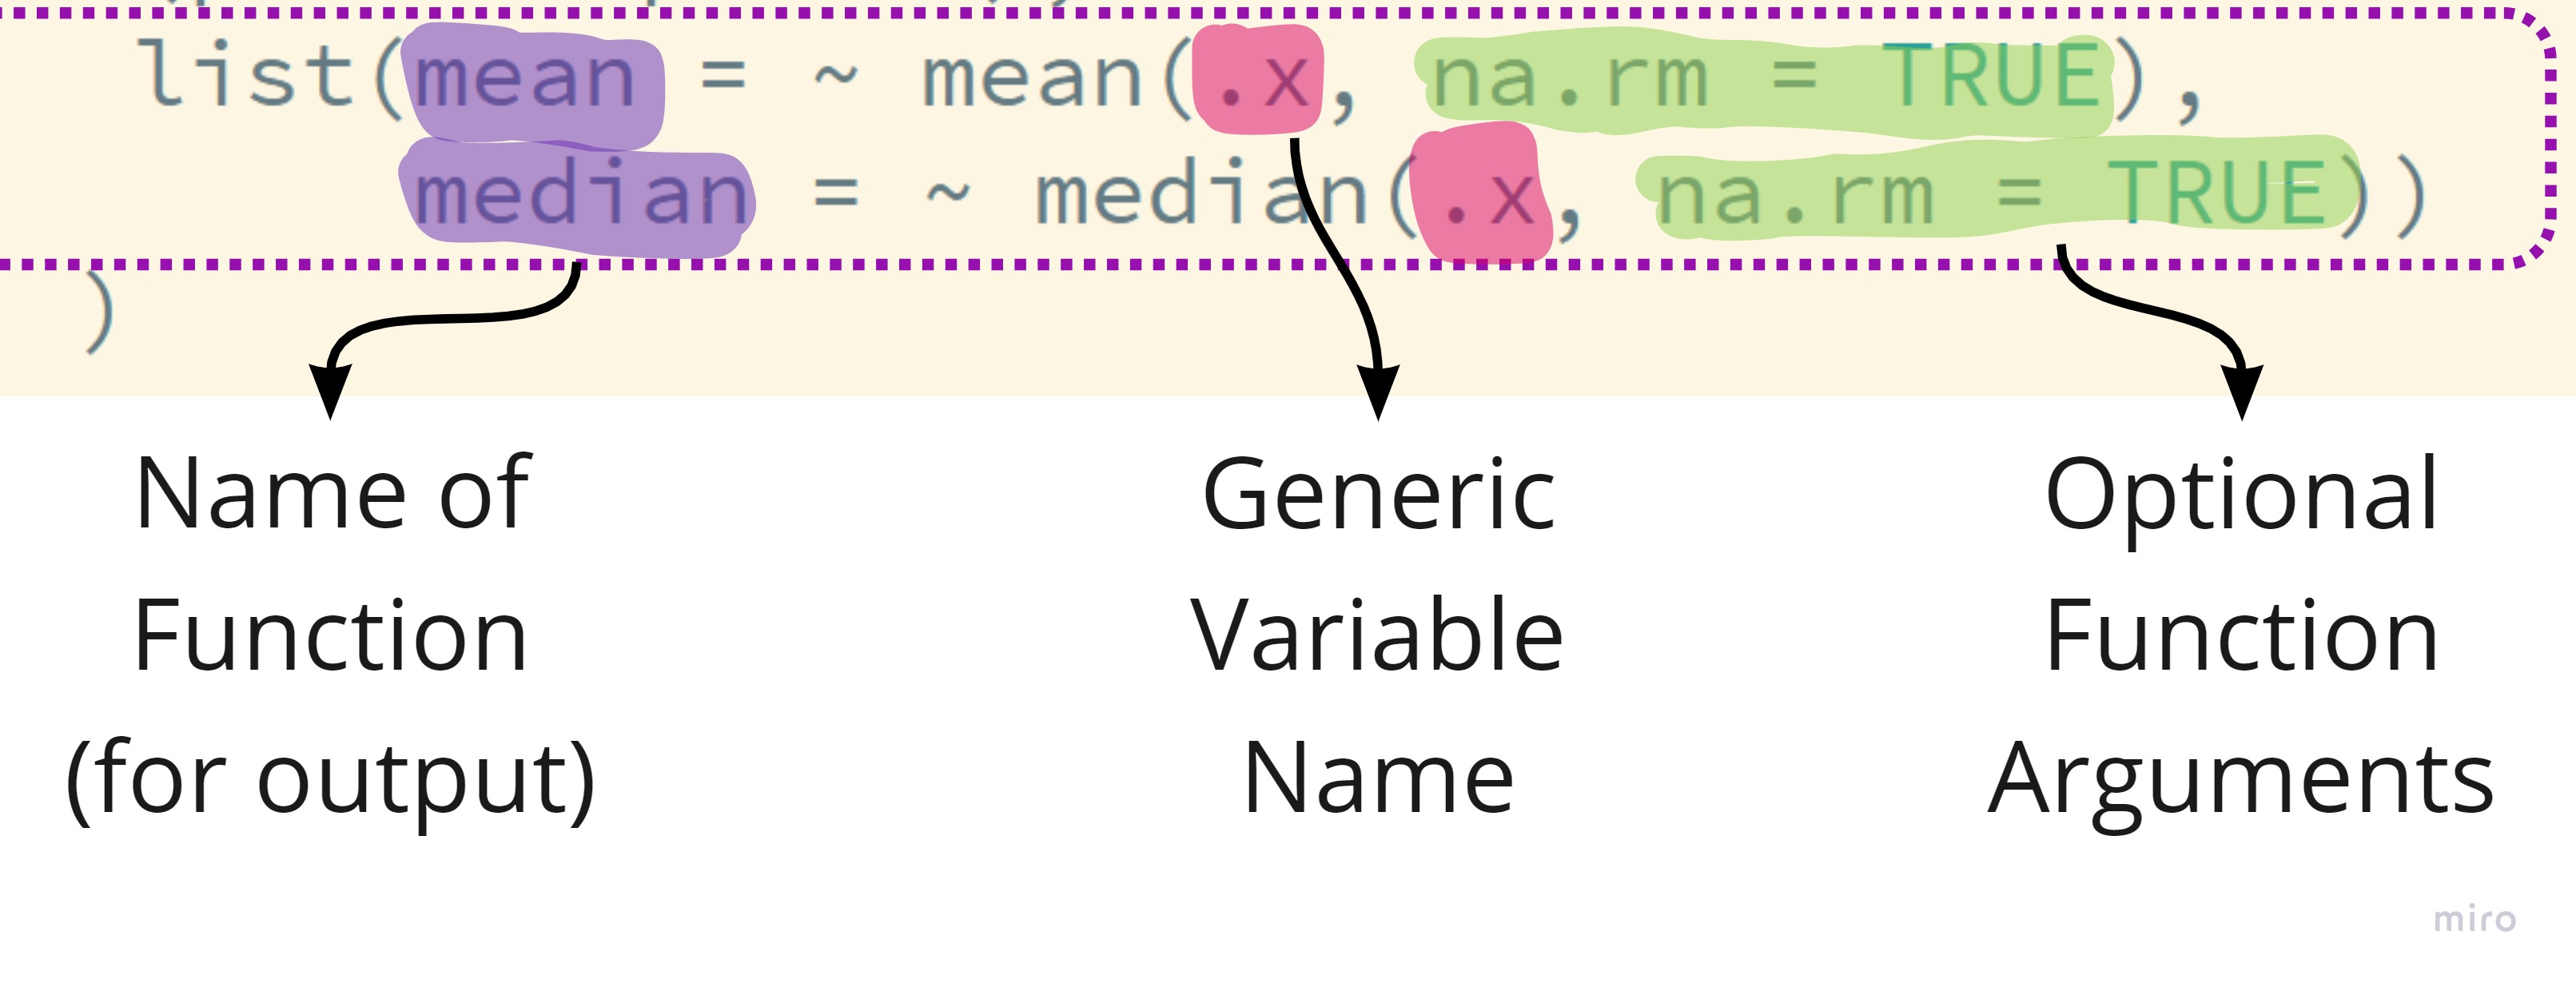 list(mean = ~ mean(.x, na.rm = TRUE),
median = ~ median(.x, na.rm = TRUE))
)
Name of
Function
(for output)
Generic
Variable
Name
Optional
Function
Arguments
miro